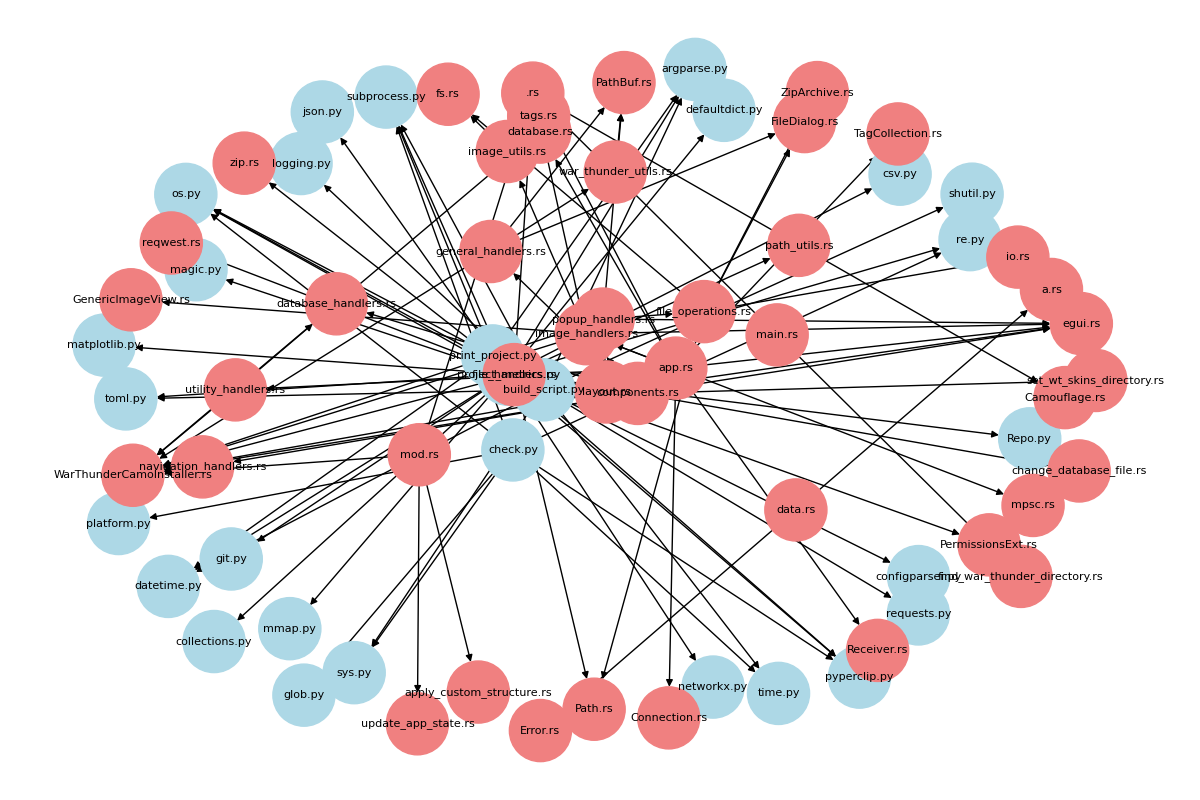 argparse.py
PathBuf.rs
ZipArchive.rs
.rs
fs.rs
subprocess.py
json.py
defaultdict.py
tags.rs
FileDialog.rs
database.rs
TagCollection.rs
image_utils.rs
zip.rs
logging.py
war_thunder_utils.rs
csv.py
os.py
shutil.py
re.py
reqwest.rs
path_utils.rs
general_handlers.rs
io.rs
magic.py
a.rs
GenericImageView.rs
database_handlers.rs
file_operations.rs
popup_handlers.rs
egui.rs
image_handlers.rs
main.rs
matplotlib.py
print_project.py
app.rs
set_wt_skins_directory.rs
utility_handlers.rs
build_script.py
layout.rs
components.rs
toml.py
Camouflage.rs
Repo.py
check.py
mod.rs
navigation_handlers.rs
change_database_file.rs
WarThunderCamoInstaller.rs
mpsc.rs
data.rs
platform.py
PermissionsExt.rs
git.py
configparser.py
find_war_thunder_directory.rs
datetime.py
requests.py
mmap.py
collections.py
Receiver.rs
sys.py
pyperclip.py
networkx.py
apply_custom_structure.rs
time.py
glob.py
Path.rs
Connection.rs
update_app_state.rs
Error.rs